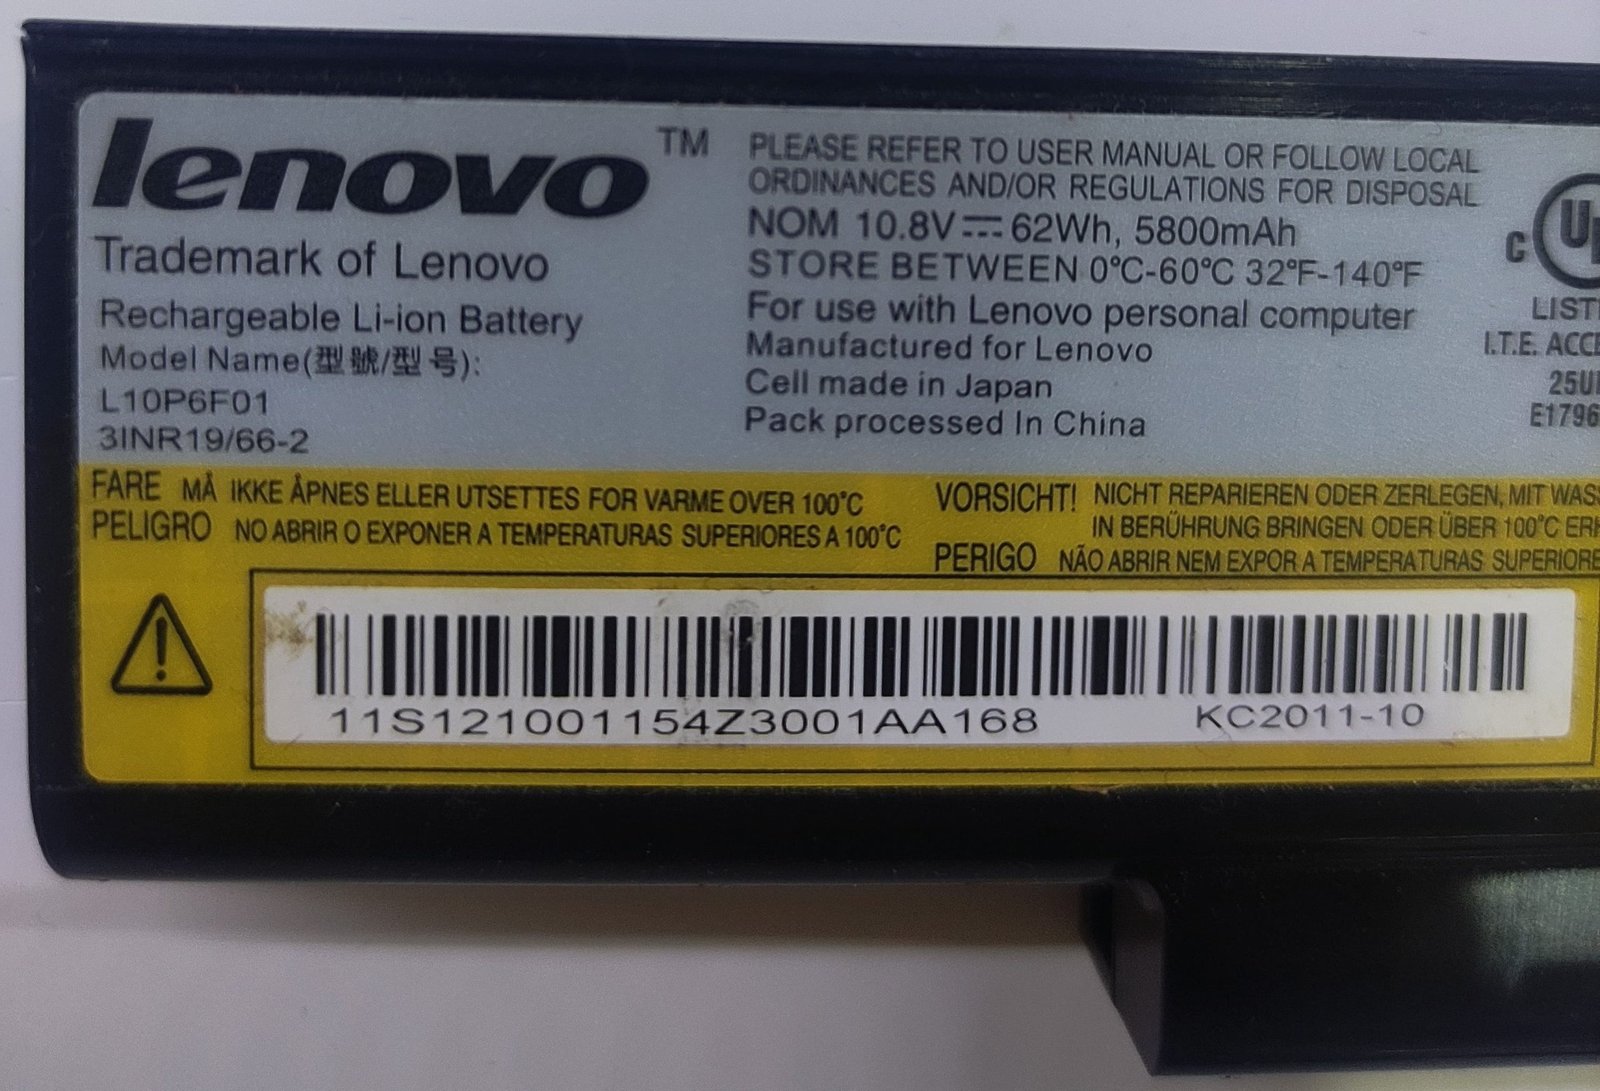 lenovo™
Trademark of Lenovo
Rechargeable Li-ion Battery
Model Name(型號/型号):
L10P6F01
3INR19/66-2
PLEASE REFER TO USER MANUAL OR FOLLOW LOCAL
ORDINANCES AND/OR REGULATIONS FOR DISPOSAL
NOM 10.8V⎓62Wh, 5800mAh
STORE BETWEEN 0°C-60°C 32°F-140°F
For use with Lenovo personal computer
Manufactured for Lenovo
Cell made in Japan
Pack processed In China
C
I.T.E.
FARE MÅ IKKE ÅPNES ELLER UTSETTES FOR VARME OVER 100°C
PELIGRO NO ABRIR O EXPONER A TEMPERATURAS SUPERIORES A 100°C
VORSICHT! NICHT REPARIEREN ODER ZERLEGEN, MIT
IN BERÜHRUNG BRINGEN ODER ÜBER 100°C
PERIGO NÃO ABRIR NEM EXPOR A TEMPERATURAS
11S121001154Z3001AA168
KC2011-10